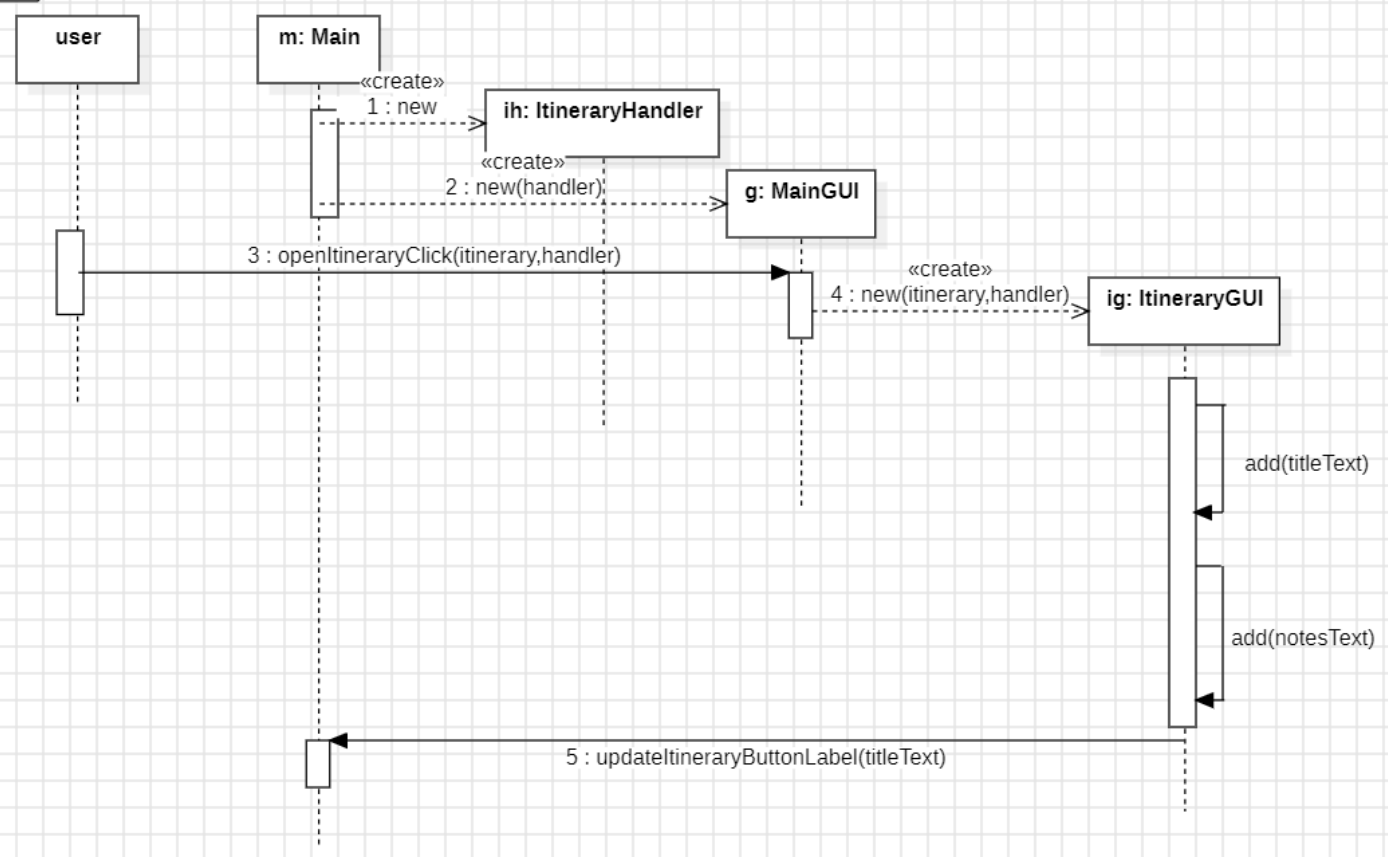 user
m: Main
«create»
1 : new
ih: ItineraryHandler
«create»
2 : new(handler)
g: MainGUI
3 : openItineraryClick(itinerary,handler)
«create»
4 : new(itinerary,handler)
ig: ItineraryGUI
add(titleText)
add(notesText)
5 : updateItineraryButtonLabel(titleText)